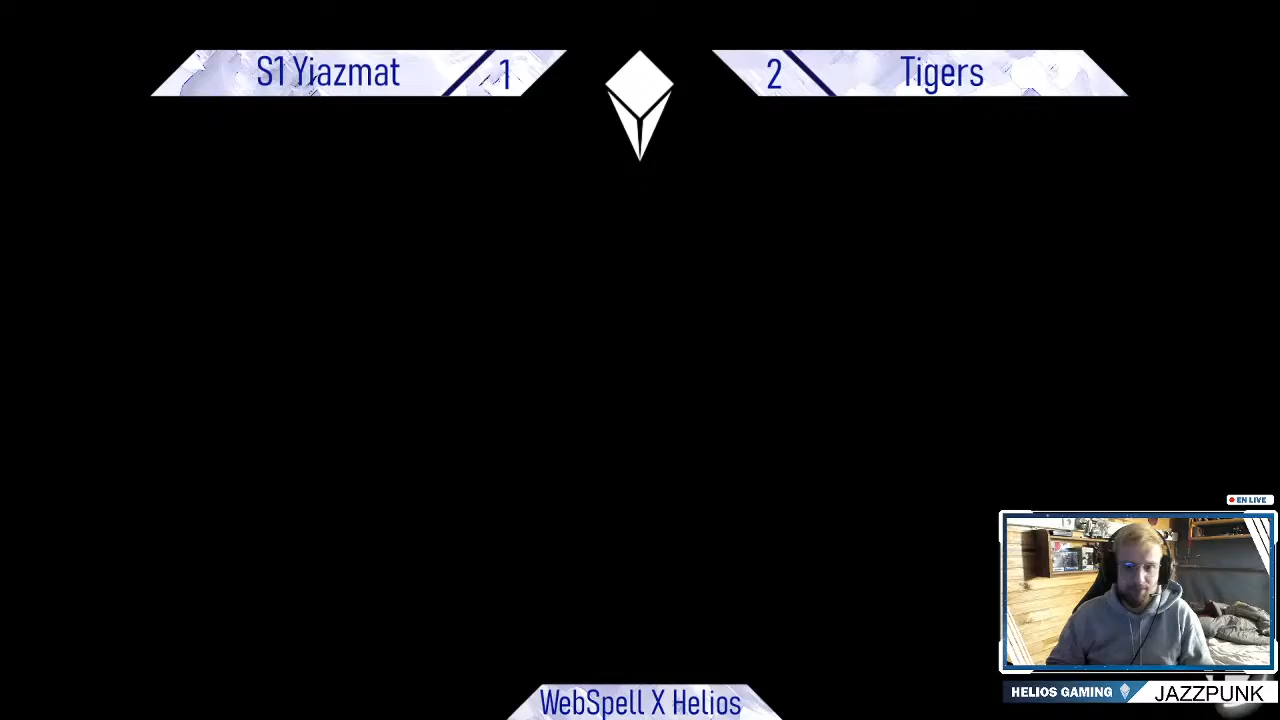 S1 Yiazmat
1
2
Tigers
EN LIVE
HELIOS GAMING
JAZZPUNK
WebSpell X Helios